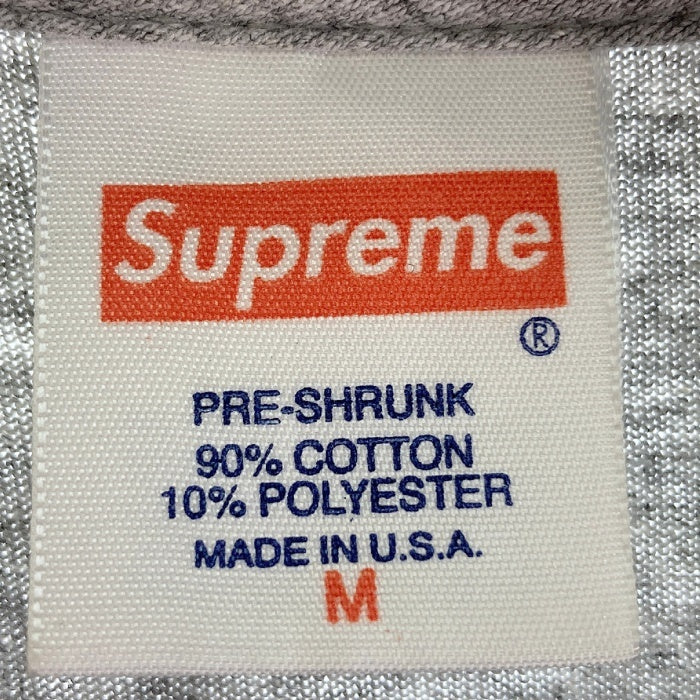 Supreme
®
PRE-SHRUNK
90% COTTON
10% POLYESTER
MADE IN U.S.A.
M